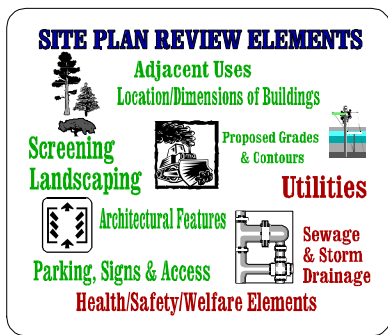 SITE PLAN REVIEW ELEMENTS
Adjacent Uses
Location/Dimensions of Buildings
Proposed Grades
& Contours
Screening
Landscaping
Utilities
Architectural Features
Sewage
& Storm
Drainage
Parking, Signs & Access
Health/Safety/Welfare Elements